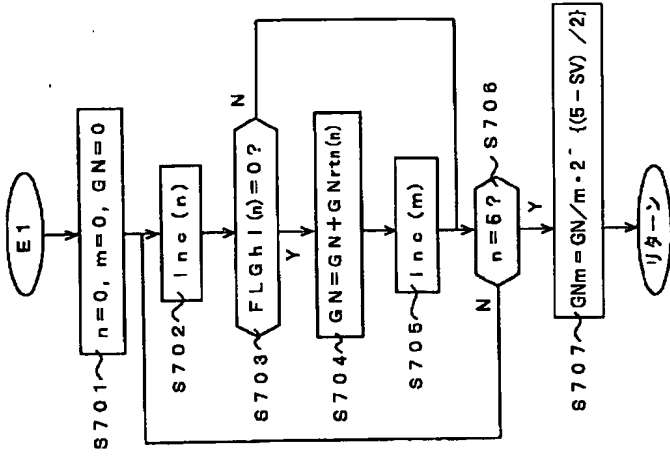 E1
S701
n=0, m=0, GN=0
S702
Inc(n)
S703
FLGhl(n)=0?
N
Y
S704
GN=GN+GNrtn(n)
S705
Inc(m)
S706
n=5?
N
Y
S707
GNm=GN/m・2^{(5-SV)/2}
リターン